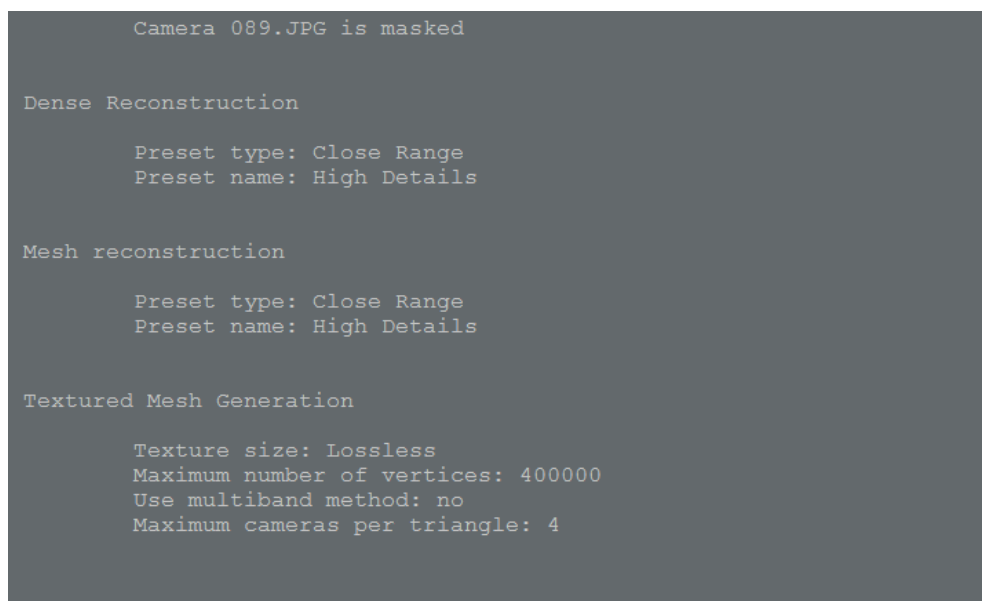 Camera 089.JPG is masked
Dense Reconstruction
Preset type: Close Range
Preset name: High Details
Mesh reconstruction
Preset type: Close Range
Preset name: High Details
Textured Mesh Generation
Texture size: Lossless
Maximum number of vertices: 400000
Use multiband method: no
Maximum cameras per triangle: 4